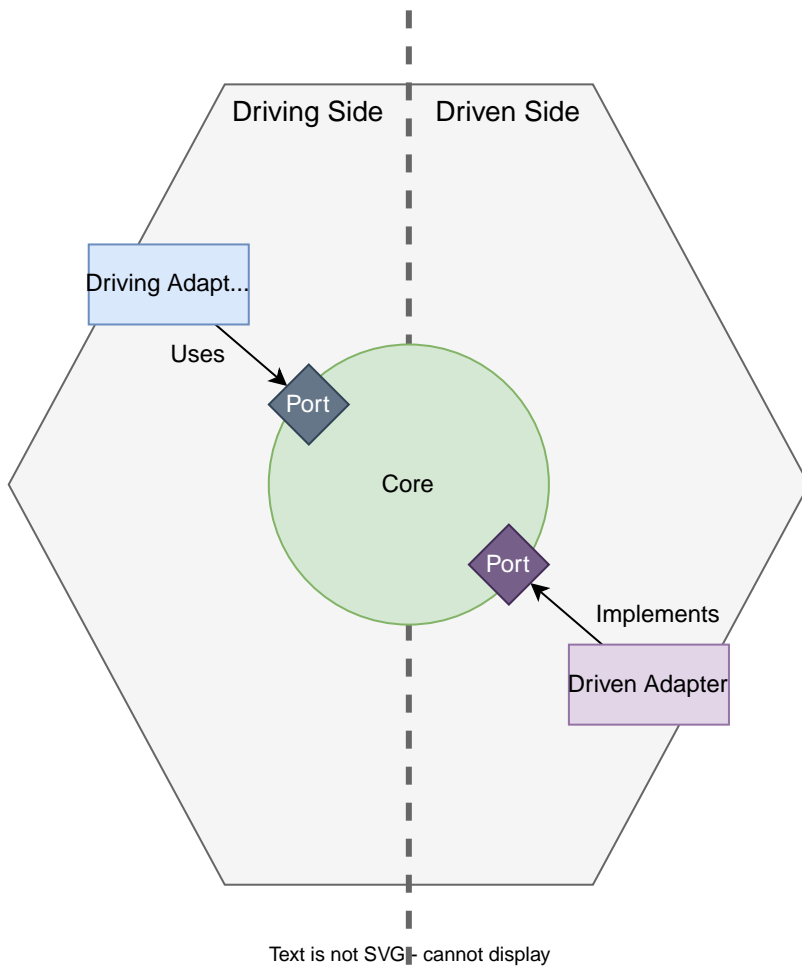 Driving Side
Driven Side
Driving Adapt...
Uses
Port
Core
Port
Implements
Driven Adapter
Text is not SVG - cannot display